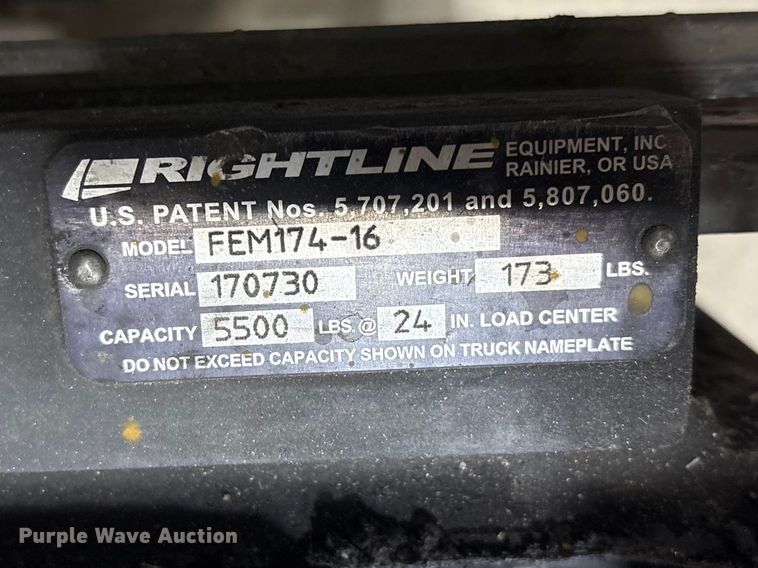 RIGHTLINE EQUIPMENT, INC
RAINIER, OR USA
U.S. PATENT Nos. 5,707,201 and 5,807,060.
MODEL FEM174-16
SERIAL 170730 WEIGHT 173 LBS.
CAPACITY 5500 LBS.@ 24 IN. LOAD CENTER
DO NOT EXCEED CAPACITY SHOWN ON TRUCK NAMEPLATE
Purple Wave Auction